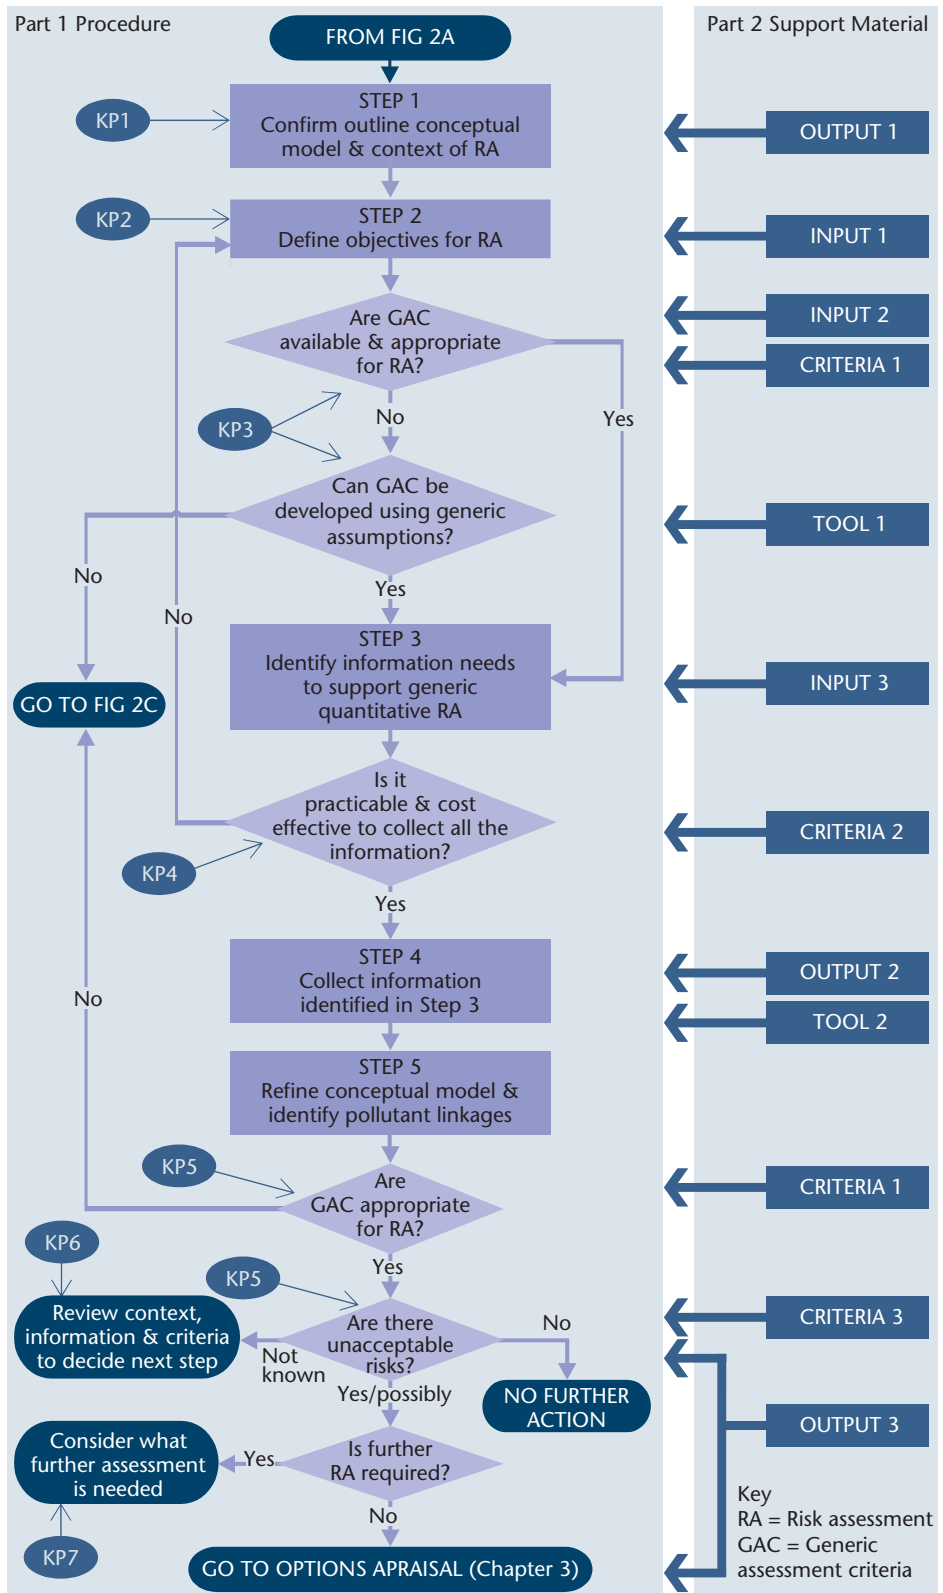 Part 1 Procedure
Part 2 Support Material
FROM FIG 2A
KP1
STEP 1
Confirm outline conceptual
model & context of RA
OUTPUT 1
KP2
STEP 2
Define objectives for RA
INPUT 1
Are GAC
available & appropriate
for RA?
INPUT 2
CRITERIA 1
KP3
No
Yes
Can GAC be
developed using generic
assumptions?
TOOL 1
No
No
Yes
STEP 3
Identify information needs
to support generic
quantitative RA
INPUT 3
GO TO FIG 2C
Is it
practicable & cost
effective to collect all the
information?
CRITERIA 2
KP4
Yes
STEP 4
Collect information
identified in Step 3
OUTPUT 2
No
TOOL 2
STEP 5
Refine conceptual model &
identify pollutant linkages
KP5
Are
GAC appropriate
for RA?
CRITERIA 1
KP6
Yes
KP5
Review context,
information & criteria
to decide next step
Not
known
Are there
unacceptable
risks?
No
CRITERIA 3
Yes/possibly
NO FURTHER
ACTION
OUTPUT 3
Consider what
further assessment
is needed
Yes
Is further
RA required?
No
KP7
GO TO OPTIONS APPRAISAL (Chapter 3)
Key
RA = Risk assessment
GAC = Generic
assessment criteria